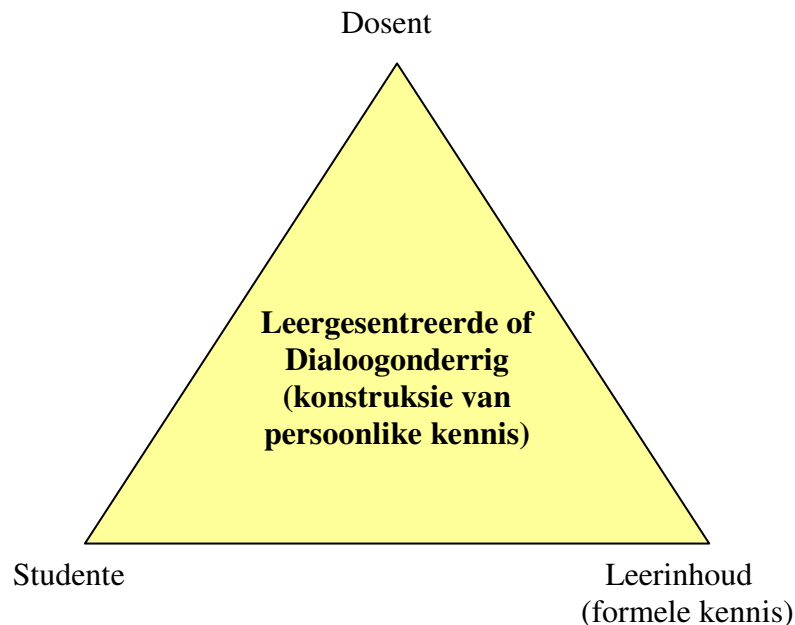 Dosent
Leergesentreerde of
Dialoogonderrig
(konstruksie van
persoonlike kennis)
Studente
Leerinhoud
(formele kennis)